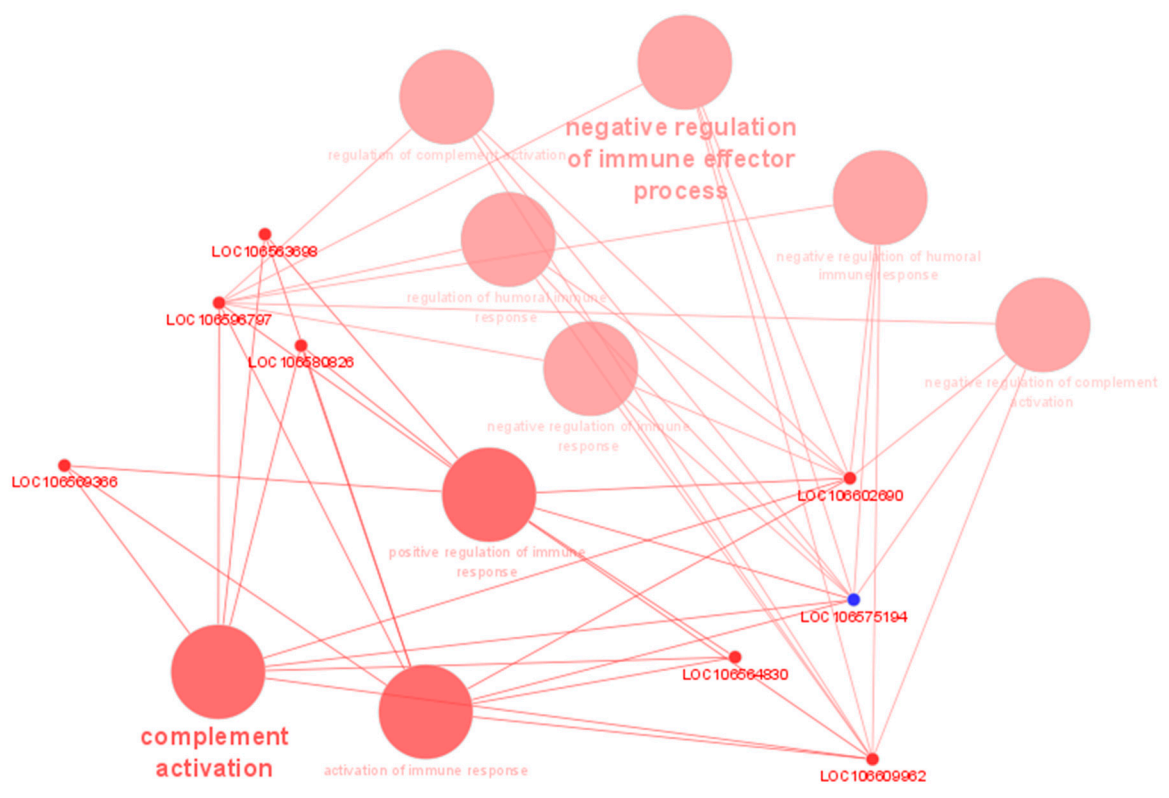 negative regulation
of immune effector
process
regulation of complement activation
LOC106563698
negative regulation of humoral
immune response
regulation of humoral immune
response
LOC106596797
LOC106580826
negative regulation of complement
activation
negative regulation of immune
response
LOC106569366
LOC106602690
positive regulation of immune
response
LOC106575194
LOC106564830
complement
activation
activation of immune response
LOC106609962